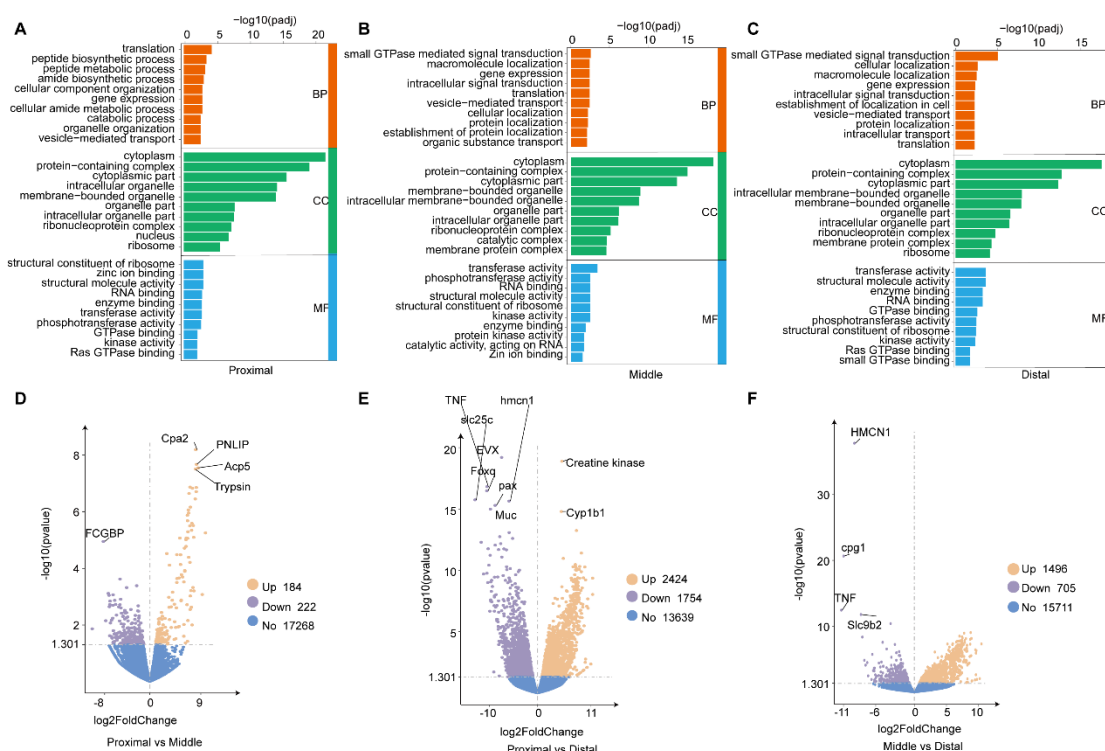 A
-log10(padj)
0 5 10 15 20
translation
peptide biosynthetic process
peptide metabolic process
amide biosynthetic process
cellular component organization
gene expression
cellular amide metabolic process
catabolic process
organelle organization
vesicle-mediated transport
BP
cytoplasm
protein-containing complex
cytoplasmic part
intracellular organelle
membrane-bounded organelle
organelle part
intracellular organelle part
ribonucleoprotein complex
nucleus
ribosome
CC
structural constituent of ribosome
zinc ion binding
structural molecule activity
RNA binding
enzyme binding
transferase activity
phosphotransferase activity
GTPase binding
kinase activity
Ras GTPase binding
MF
Proximal
B
-log10(padj)
0 5 10 15
small GTPase mediated signal transduction
macromolecule localization
gene expression
intracellular signal transduction
translation
vesicle-mediated transport
cellular localization
protein localization
establishment of protein localization
organic substance transport
BP
cytoplasm
protein-containing complex
cytoplasmic part
membrane-bounded organelle
intracellular membrane-bounded organelle
organelle part
intracellular organelle part
ribonucleoprotein complex
catalytic complex
membrane protein complex
CC
transferase activity
phosphotransferase activity
RNA binding
structural molecule activity
structural constituent of ribosome
kinase activity
enzyme binding
protein kinase activity
catalytic activity, acting on RNA
Zin ion binding
MF
Middle
C
-log10(padj)
0 5 10 15
small GTPase mediated signal transduction
cellular localization
macromolecule localization
gene expression
intracellular signal transduction
establishment of localization in cell
vesicle-mediated transport
protein localization
intracellular transport
translation
BP
cytoplasm
protein-containing complex
cytoplasmic part
intracellular membrane-bounded organelle
membrane-bounded organelle
organelle part
intracellular organelle part
ribonucleoprotein complex
membrane protein complex
ribosome
CC
transferase activity
structural molecule activity
enzyme binding
RNA binding
GTPase binding
phosphotransferase activity
structural constituent of ribosome
kinase activity
Ras GTPase binding
small GTPase binding
MF
Distal
D
Cpa2
PNLIP
Acp5
Trypsin
FCGBP
8
6
4
2
1.301
-log10(pvalue)
Up 184
Down 222
No 17268
-8 0 9
log2FoldChange
Proximal vs Middle
E
TNF
hmcn1
slc25c
EVX
Foxq
pax
Muc
Creatine kinase
Cyp1b1
20
15
10
5
1.301
-log10(pvalue)
Up 2424
Down 1754
No 13639
-10 0 11
log2FoldChange
Proximal vs Distal
F
HMCN1
cpg1
TNF
Slc9b2
30
20
10
1.301
-log10(pvalue)
Up 1496
Down 705
No 15711
-11 -6 0 10
log2FoldChange
Middle vs Distal